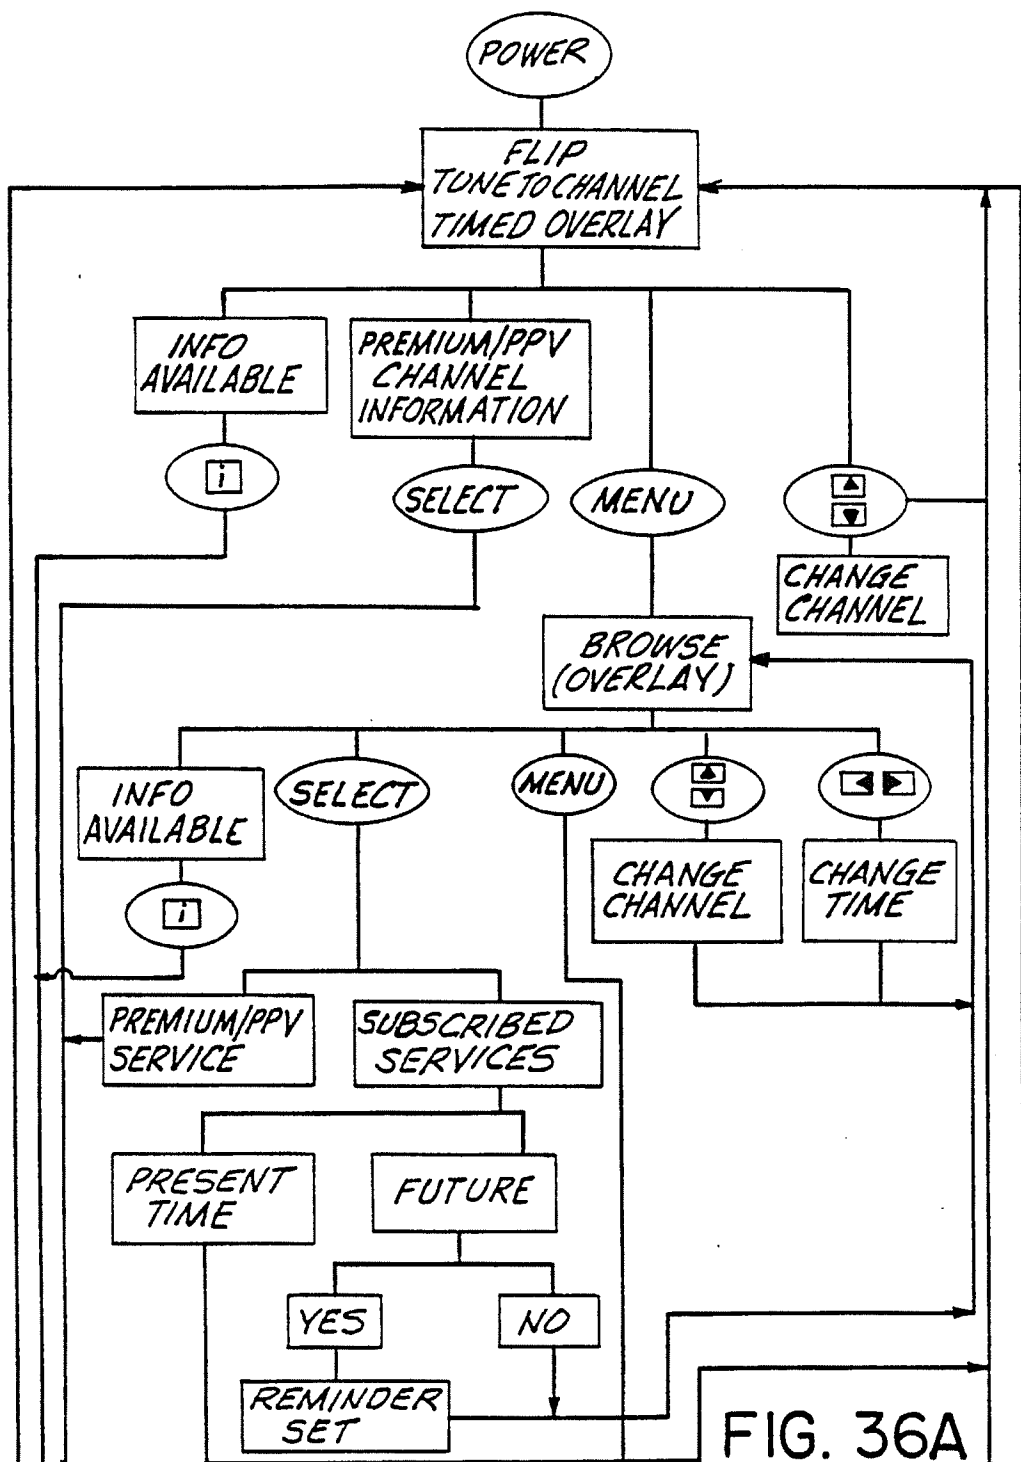 POWER
FLIP
TUNE TO CHANNEL
TIMED OVERLAY
INFO
AVAILABLE
PREMIUM/PPV
CHANNEL
INFORMATION
i
SELECT
MENU
CHANGE
CHANNEL
BROWSE
(OVERLAY)
INFO
AVAILABLE
SELECT
MENU
i
CHANGE
CHANNEL
CHANGE
TIME
PREMIUM/PPV
SERVICE
SUBSCRIBED
SERVICES
PRESENT
TIME
FUTURE
YES
NO
REMINDER
SET
FIG. 36A